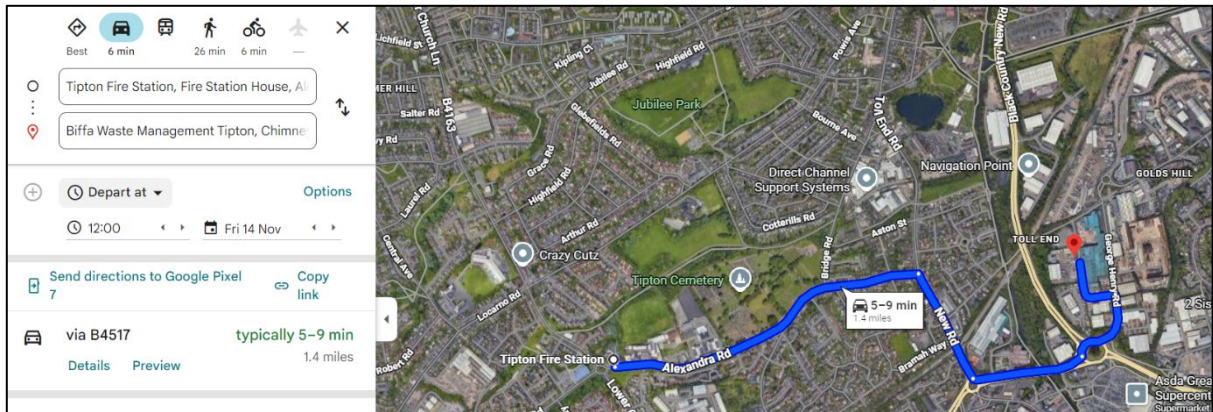 Best
6 min
26 min
6 min
—
Tipton Fire Station, Fire Station House, Al
Biffa Waste Management Tipton, Chimne
Depart at
Options
12:00
Fri 14 Nov
Send directions to Google Pixel
7
Copy
link
via B4517
typically 5–9 min
1.4 miles
Details
Preview
Church Ln
B4163
Kipling Cl
Jubilee Rd
Highfield Rd
Powis Ave
MER HILL
Salter Rd
Jubilee Park
Glebefields Rd
Bourne Ave
Toll End Rd
Black Country New Rd
Grace Rd
Highfield Rd
Direct Channel
Support Systems
Navigation Point
GOLDS HILL
Laurel Rd
Arthur Rd
Cotterills Rd
Aston St
Central Ave
Crazy Cutz
TOLL END
George Henry Rd
Tipton Cemetery
Bridge Rd
Locarno Rd
5–9 min
1.4 miles
2 Sis
New Rd
Robert Rd
Tipton Fire Station
Alexandra Rd
Bramah Way
Lower
Asda Grea
Supercent
Supermarket